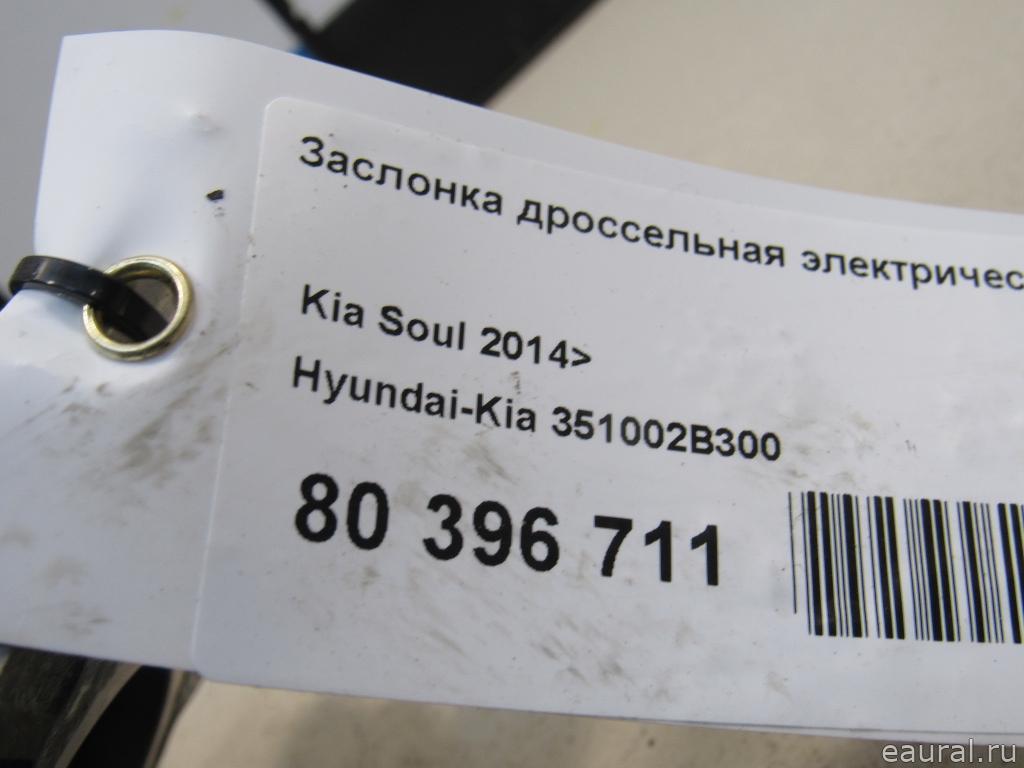 Заслонка дроссельная электричес
Kia Soul 2014>
Hyundai-Kia 351002B300
80 396 711
eaural.ru